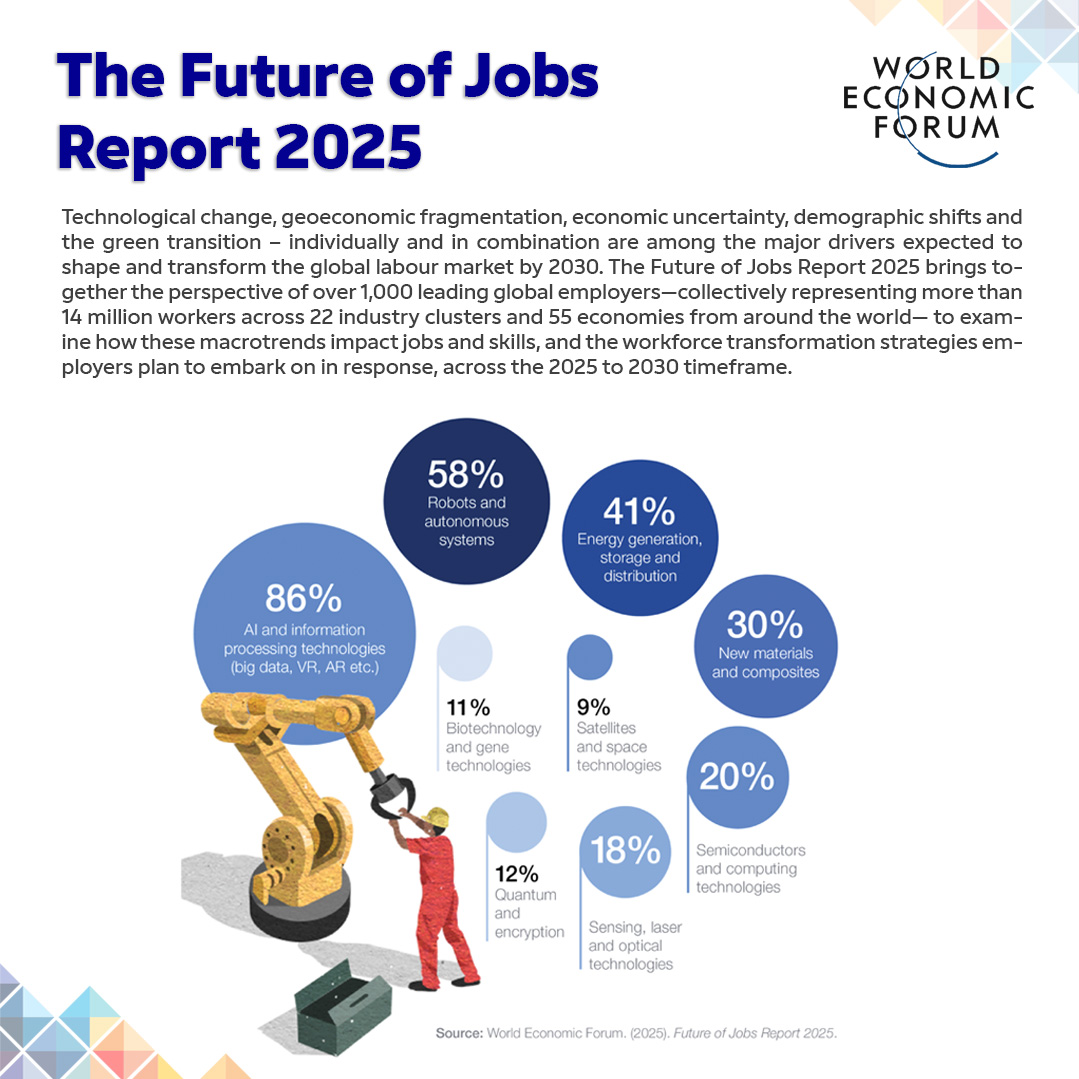 The Future of Jobs
Report 2025
WORLD
ECONOMIC
FORUM
Technological change, geoeconomic fragmentation, economic uncertainty, demographic shifts and
the green transition – individually and in combination are among the major drivers expected to
shape and transform the global labour market by 2030. The Future of Jobs Report 2025 brings to-
gether the perspective of over 1,000 leading global employers—collectively representing more than
14 million workers across 22 industry clusters and 55 economies from around the world— to exam-
ine how these macrotrends impact jobs and skills, and the workforce transformation strategies em-
ployers plan to embark on in response, across the 2025 to 2030 timeframe.
86%
AI and information
processing technologies
(big data, VR, AR etc.)
58%
Robots and
autonomous
systems
41%
Energy generation,
storage and
distribution
30%
New materials
and composites
20%
Semiconductors
and computing
technologies
18%
Sensing, laser
and optical
technologies
12%
Quantum
and
encryption
11%
Biotechnology
and gene
technologies
9%
Satellites
and space
technologies
Source: World Economic Forum. (2025). Future of Jobs Report 2025.